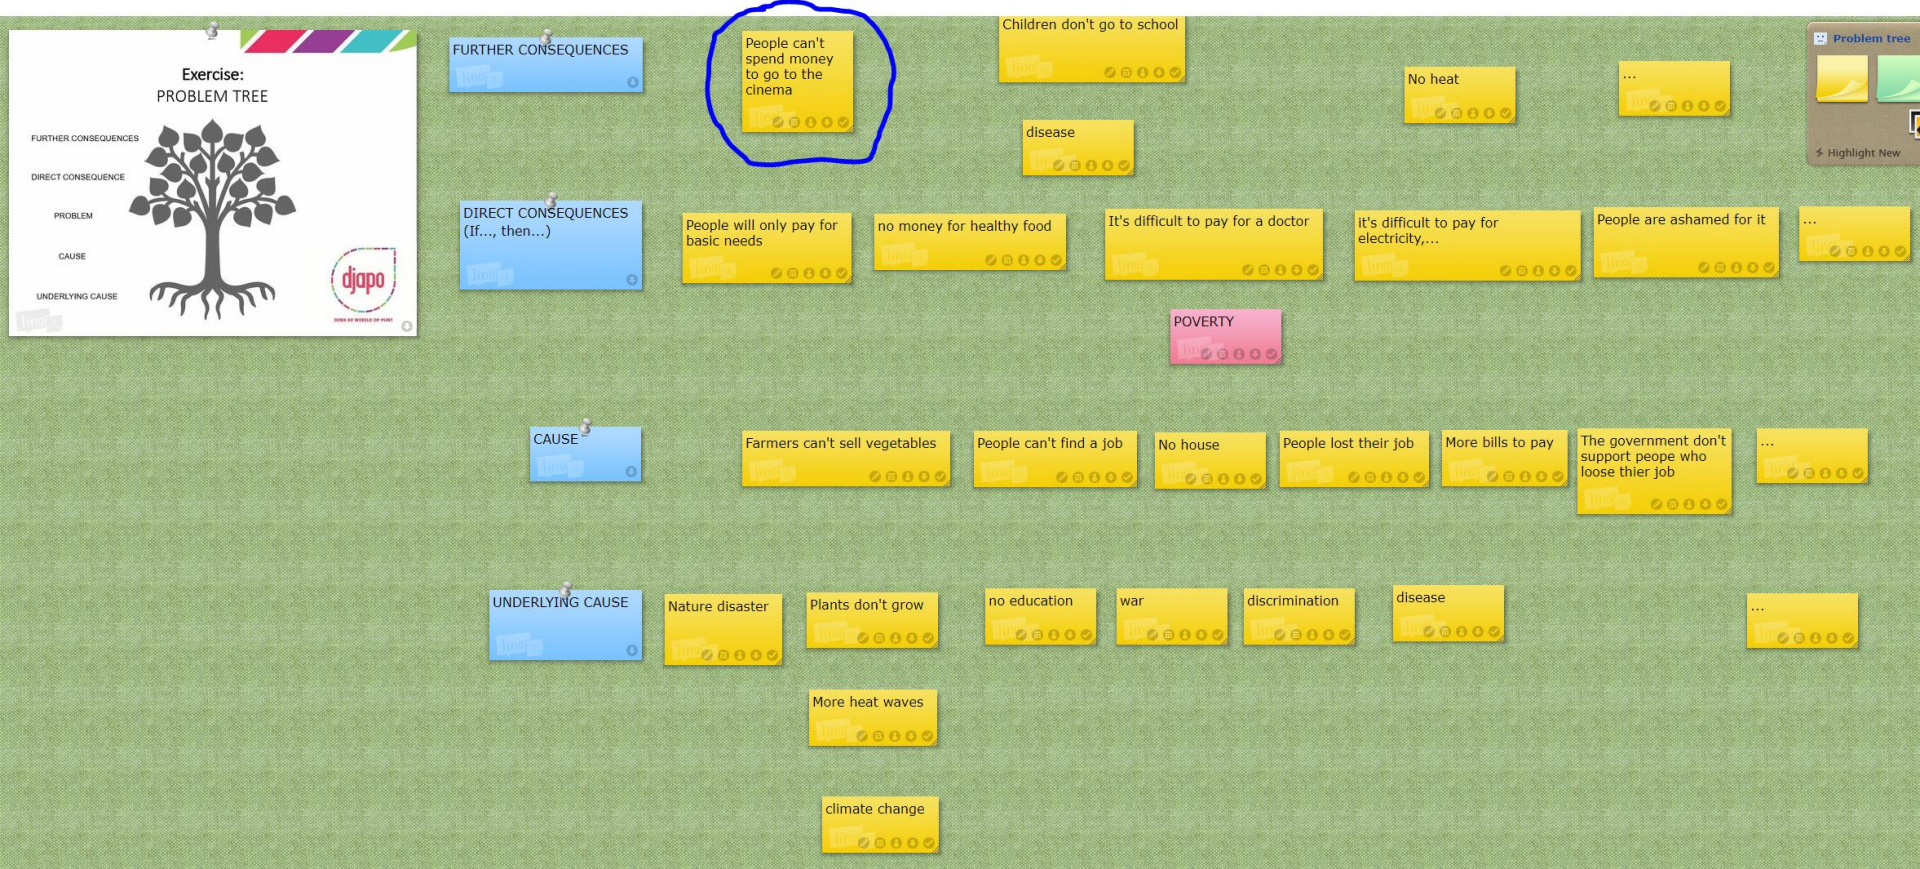 Exercise:
PROBLEM TREE
FURTHER CONSEQUENCES
DIRECT CONSEQUENCE
PROBLEM
CAUSE
UNDERLYING CAUSE
djapo
DENK DE WERELD OP PUNT
FURTHER CONSEQUENCES
People can't
spend money
to go to the
cinema
Children don't go to school
disease
No heat
...
Problem tree
Highlight New
DIRECT CONSEQUENCES
(If..., then...)
People will only pay for
basic needs
no money for healthy food
It's difficult to pay for a doctor
it's difficult to pay for
electricity,...
People are ashamed for it
...
POVERTY
CAUSE
Farmers can't sell vegetables
People can't find a job
No house
People lost their job
More bills to pay
The government don't
support peope who
loose thier job
...
UNDERLYING CAUSE
Nature disaster
Plants don't grow
no education
war
discrimination
disease
...
More heat waves
climate change